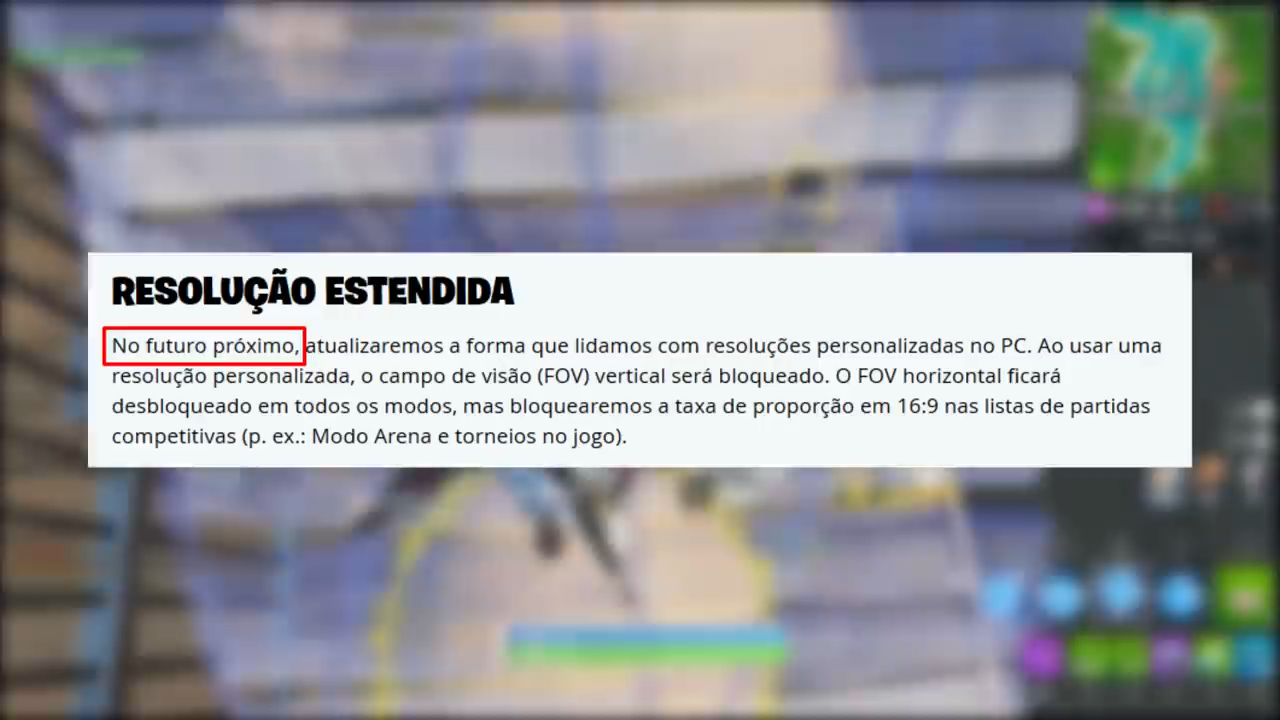 RESOLUÇÃO ESTENDIDA
No futuro próximo, atualizaremos a forma que lidamos com resoluções personalizadas no PC. Ao usar uma
resolução personalizada, o campo de visão (FOV) vertical será bloqueado. O FOV horizontal ficará
desbloqueado em todos os modos, mas bloquearemos a taxa de proporção em 16:9 nas listas de partidas
competitivas (p. ex.: Modo Arena e torneios no jogo).